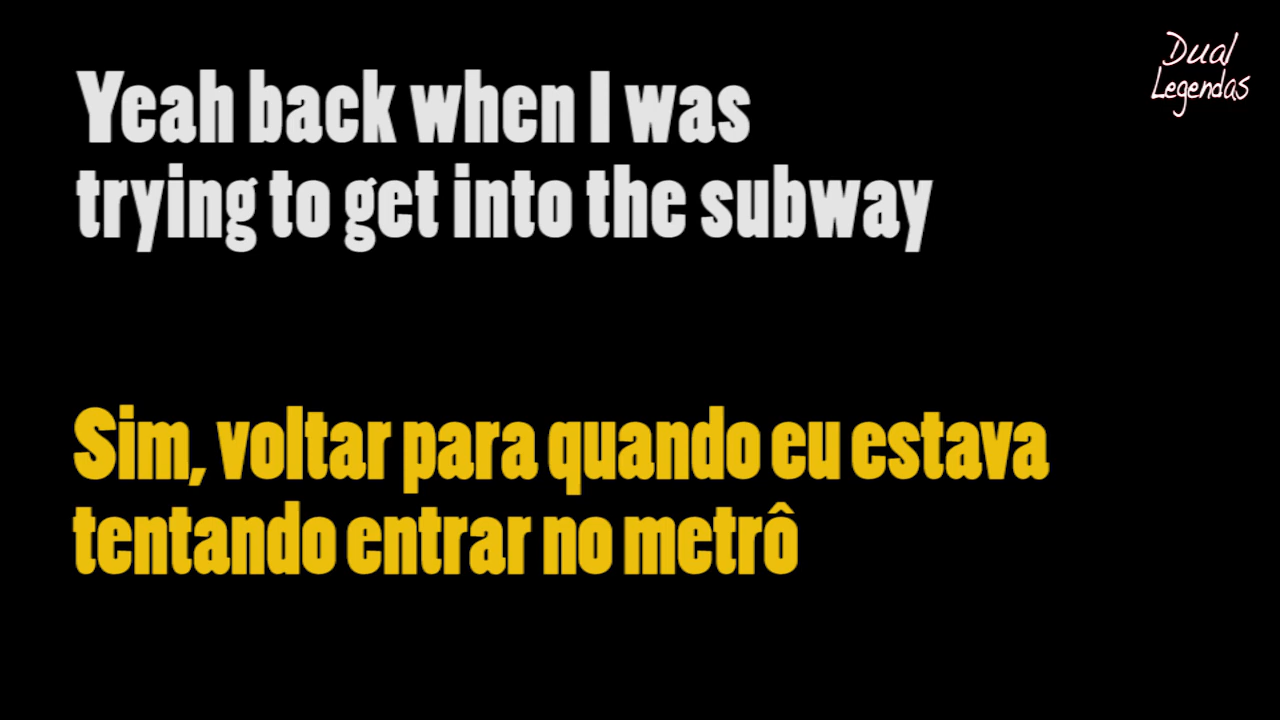 Dual
Legendas
Yeah back when I was
trying to get into the subway
Sim, voltar para quando eu estava
tentando entrar no metrô